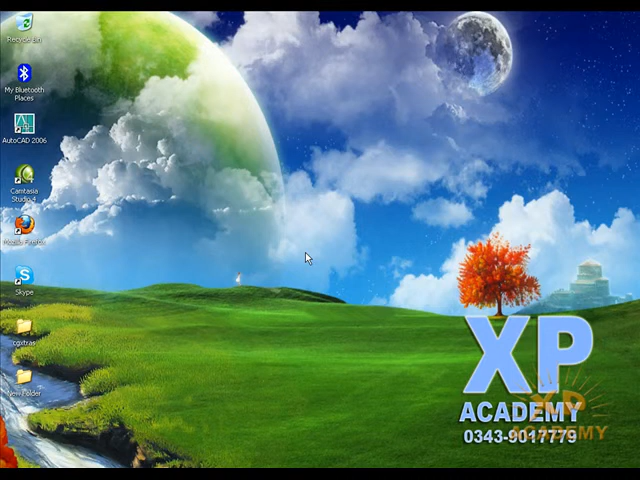 Recycle Bin
My Bluetooth
Places
AutoCAD 2006
Camtasia
Studio 4
Mozilla Firefox
Skype
cgxtras
New Folder
XP
ACADEMY
0343-9017779
XP
ACADEMY